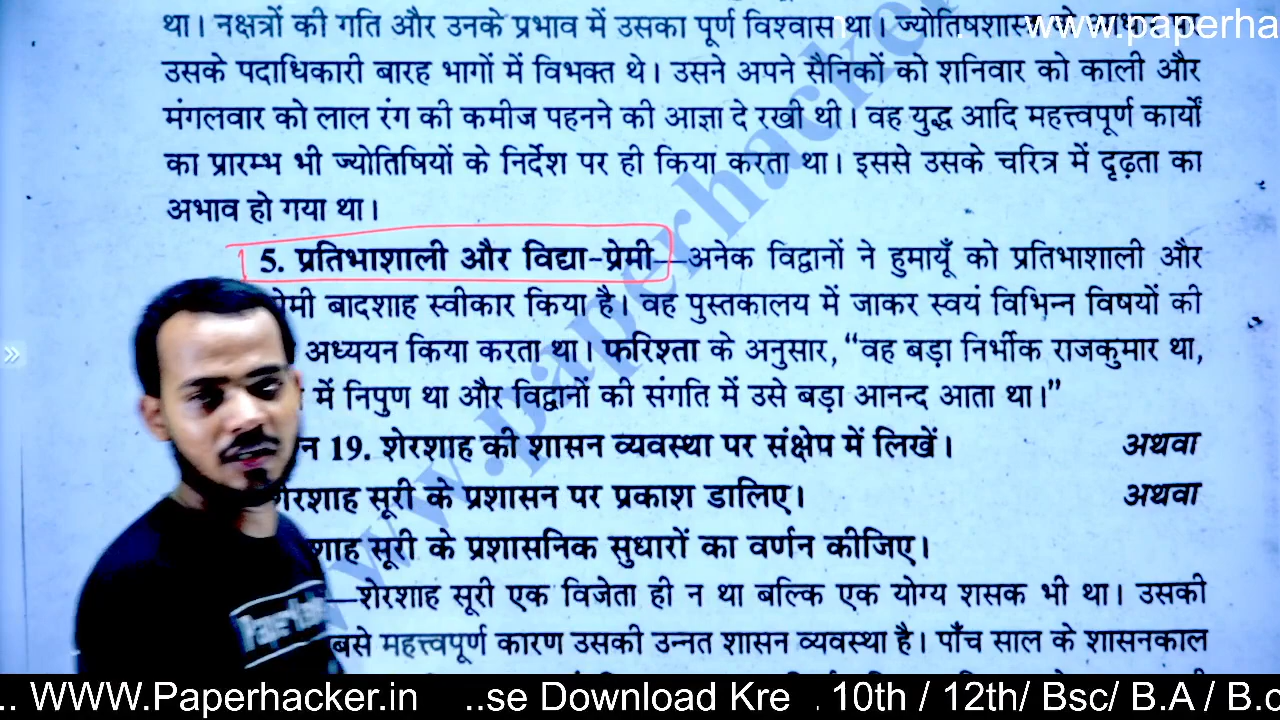 था। नक्षत्रों की गति और उनके प्रभाव में उसका पूर्ण विश्वास था। ज्योतिषशास्त्र
www.paperhac
उसके पदाधिकारी बारह भागों में विभक्त थे। उसने अपने सैनिकों को शनिवार को काली और
मंगलवार को लाल रंग की कमीज पहनने की आज्ञा दे रखी थी। वह युद्ध आदि महत्त्वपूर्ण कार्यों
का प्रारम्भ भी ज्योतिषियों के निर्देश पर ही किया करता था। इससे उसके चरित्र में दृढ़ता का
अभाव हो गया था।
5. प्रतिभाशाली और विद्या-प्रेमी—अनेक विद्वानों ने हुमायूँ को प्रतिभाशाली और
मी बादशाह स्वीकार किया है। वह पुस्तकालय में जाकर स्वयं विभिन्न विषयों की
अध्ययन किया करता था। फरिश्ता के अनुसार, “वह बड़ा निर्भीक राजकुमार था,
में निपुण था और विद्वानों की संगति में उसे बड़ा आनन्द आता था।”
न 19. शेरशाह की शासन व्यवस्था पर संक्षेप में लिखें। अथवा
शेरशाह सूरी के प्रशासन पर प्रकाश डालिए। अथवा
शाह सूरी के प्रशासनिक सुधारों का वर्णन कीजिए।
—शेरशाह सूरी एक विजेता ही न था बल्कि एक योग्य शसक भी था। उसकी
बसे महत्त्वपूर्ण कारण उसकी उन्नत शासन व्यवस्था है। पाँच साल के शासनकाल
www.paperhacker
.. WWW.Paperhacker.in ..se Download Kre . 10th / 12th/ Bsc/ B.A / B.c